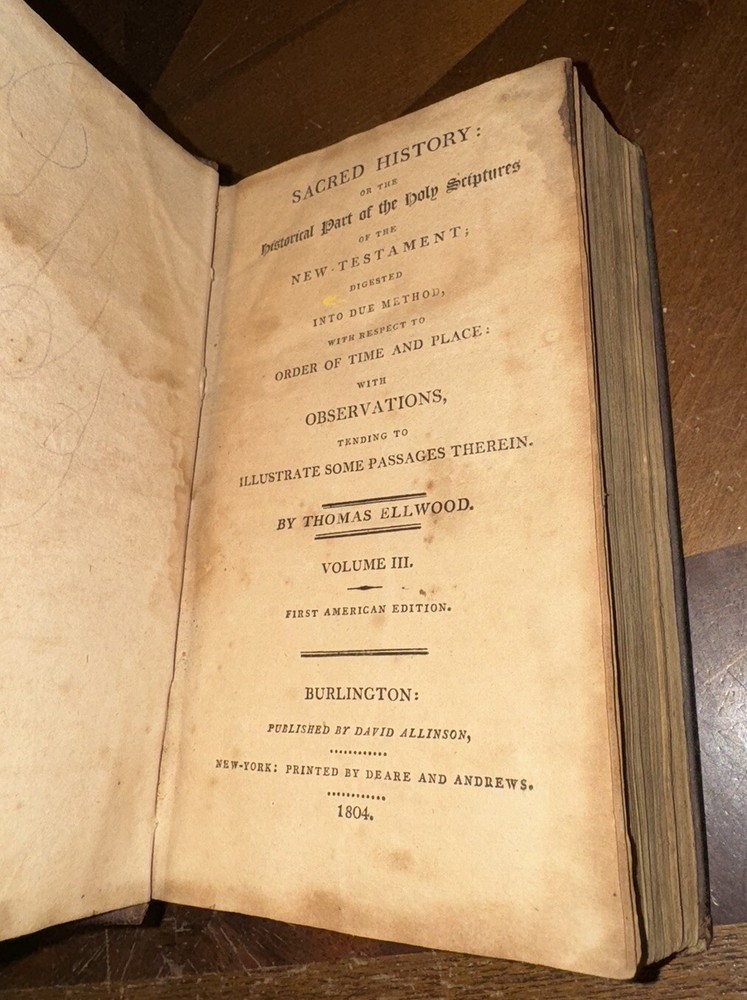 SACRED HISTORY:
OR THE
Historical Part of the Holy Scriptures
OF THE
NEW-TESTAMENT;
DIGESTED
INTO DUE METHOD,
WITH RESPECT TO
ORDER OF TIME AND PLACE:
WITH
OBSERVATIONS,
TENDING TO
ILLUSTRATE SOME PASSAGES THEREIN.
BY THOMAS ELLWOOD.
VOLUME III.
FIRST AMERICAN EDITION.
BURLINGTON:
PUBLISHED BY DAVID ALLINSON,
NEW-YORK: PRINTED BY DEARE AND ANDREWS.
1804.